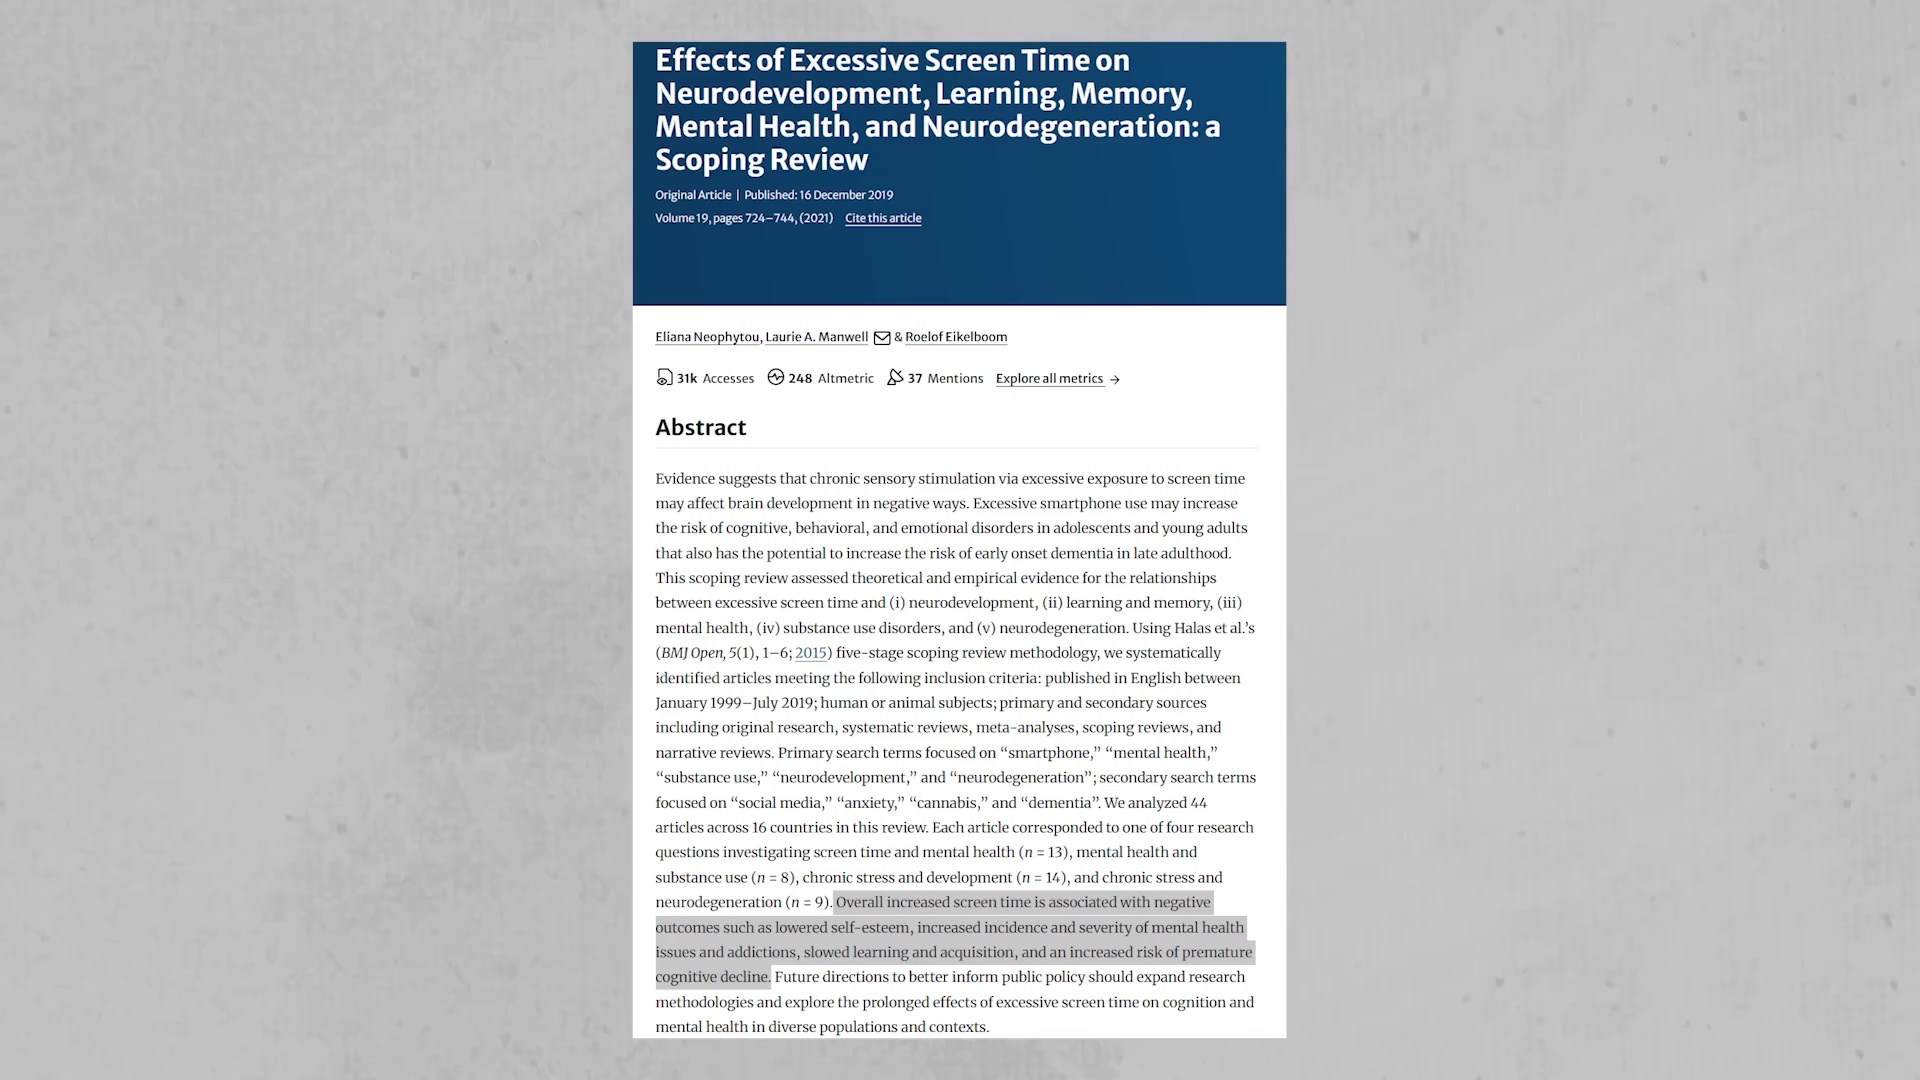 Effects of Excessive Screen Time on
Neurodevelopment, Learning, Memory,
Mental Health, and Neurodegeneration: a
Scoping Review
Original Article | Published: 16 December 2019
Volume 19, pages 724–744, (2021) Cite this article
Eliana Neophytou, Laurie A. Manwell & Roelof Eikelboom
31k Accesses 248 Altmetric 37 Mentions Explore all metrics →
Abstract
Evidence suggests that chronic sensory stimulation via excessive exposure to screen time
may affect brain development in negative ways. Excessive smartphone use may increase
the risk of cognitive, behavioral, and emotional disorders in adolescents and young adults
that also has the potential to increase the risk of early onset dementia in late adulthood.
This scoping review assessed theoretical and empirical evidence for the relationships
between excessive screen time and (i) neurodevelopment, (ii) learning and memory, (iii)
mental health, (iv) substance use disorders, and (v) neurodegeneration. Using Halas et al.’s
(BMJ Open, 5(1), 1–6; 2015) five-stage scoping review methodology, we systematically
identified articles meeting the following inclusion criteria: published in English between
January 1999–July 2019; human or animal subjects; primary and secondary sources
including original research, systematic reviews, meta-analyses, scoping reviews, and
narrative reviews. Primary search terms focused on “smartphone,” “mental health,”
“substance use,” “neurodevelopment,” and “neurodegeneration”; secondary search terms
focused on “social media,” “anxiety,” “cannabis,” and “dementia”. We analyzed 44
articles across 16 countries in this review. Each article corresponded to one of four research
questions investigating screen time and mental health (n = 13), mental health and
substance use (n = 8), chronic stress and development (n = 14), and chronic stress and
neurodegeneration (n = 9). Overall increased screen time is associated with negative
outcomes such as lowered self-esteem, increased incidence and severity of mental health
issues and addictions, slowed learning and acquisition, and an increased risk of premature
cognitive decline. Future directions to better inform public policy should expand research
methodologies and explore the prolonged effects of excessive screen time on cognition and
mental health in diverse populations and contexts.